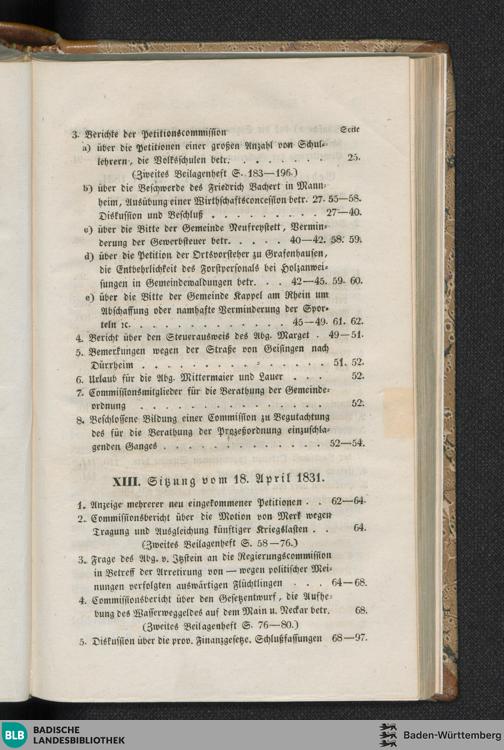 Seite
3. Berichte der Petitionscommission
a) über die Petitionen einer großen Anzahl von Schul-
lehrern, die Volksschulen betr. . . . . . . . 25.
(Zweites Beilagenheft S. 183—196.)
b) über die Beschwerde des Friedrich Bachert in Mann-
heim, Ausübung einer Wirthschaftsconcession betr. 27. 55—58.
Diskussion und Beschluß . . . . . . . . . 27—40.
c) über die Bitte der Gemeinde Neufreystett, Vermin-
derung der Gewerbsteuer betr. . . . . 40—42. 58. 59.
d) über die Petition der Ortsvorsteher zu Grafenhausen,
die Entbehrlichkeit des Forstpersonals bei Holzanwei-
sungen in Gemeindewaldungen betr. . . . 42—45. 59. 60.
e) über die Bitte der Gemeinde Kappel am Rhein um
Abschaffung oder namhafte Verminderung der Spor-
teln ꝛc. . . . . . . . . . . . . 45—49. 61. 62.
4. Bericht über den Steuerausweis des Abg. Marget . 49—51.
5. Bemerkungen wegen der Straße von Geisingen nach
Dürrheim . . . . . . . . . . . . . . 51. 52.
6. Urlaub für die Abg. Mittermaier und Lauer . . . 52.
7. Commissionsmitglieder für die Berathung der Gemeinde-
ordnung . . . . . . . . . . . . . . 52.
8. Beschlossene Bildung einer Commission zu Begutachtung
des für die Berathung der Prozeßordnung einzuschla-
genden Ganges . . . . . . . . . . . . 52—54.
XIII. Sitzung vom 18. April 1831.
1. Anzeige mehrerer neu eingekommener Petitionen . . 62—64.
2. Commissionsbericht über die Motion von Merk wegen
Tragung und Ausgleichung künftiger Kriegslasten . . 64.
(Zweites Beilagenheft S. 58—76.)
3. Frage des Abg. v. Itzstein an die Regierungscommission
in Betreff der Arretirung von — wegen politischer Mei-
nungen verfolgten auswärtigen Flüchtlingen . . . 64—68.
4. Commissionsbericht über den Gesetzentwurf, die Aufhe-
bung des Wasserweggeldes auf dem Main u. Neckar betr. 68.
(Zweites Beilagenheft S. 76—80.)
5. Diskussion über die prov. Finanzgesetze. Schlußfassungen 68—97.
BLB BADISCHE
LANDESBIBLIOTHEK
Baden-Württemberg